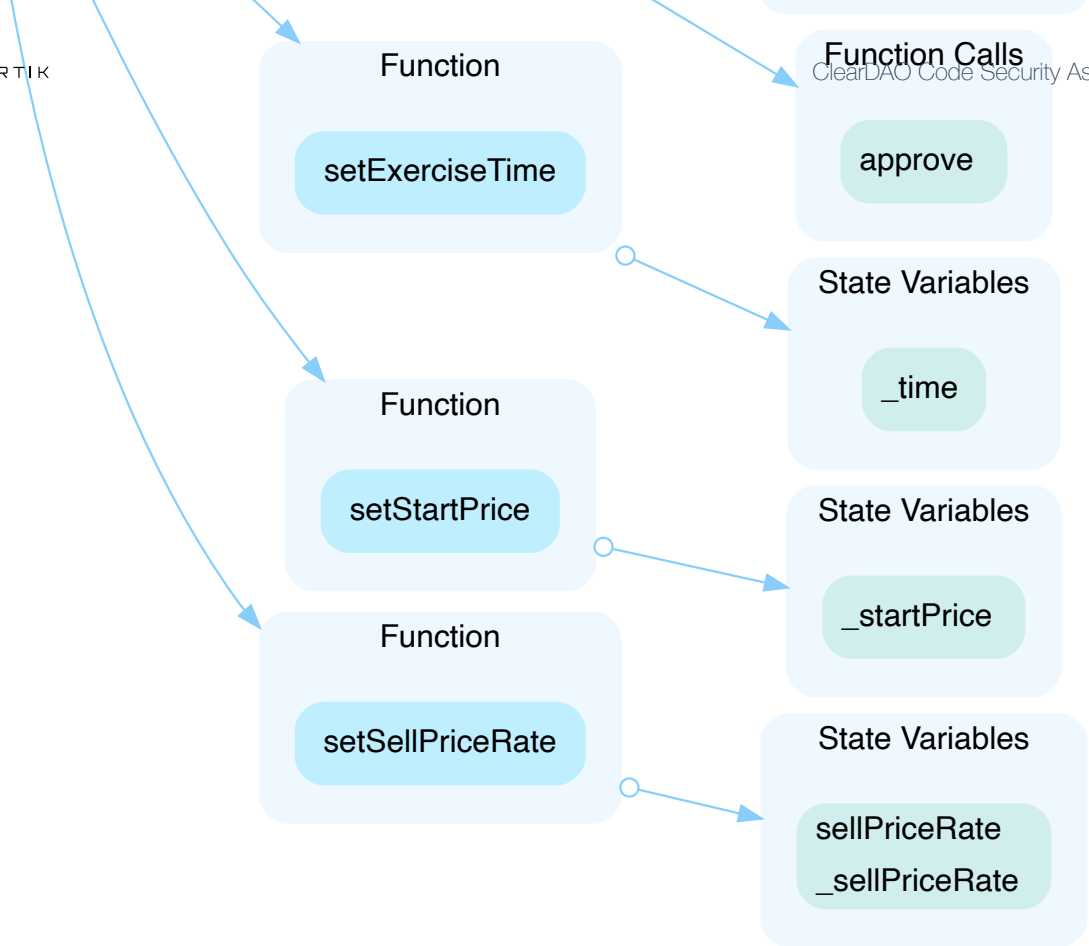 Function
Function Calls
RTIK
ClearDAO Code Security As
setExerciseTime
approve
State Variables
_time
Function
setStartPrice
State Variables
_startPrice
Function
setSellPriceRate
State Variables
sellPriceRate
_sellPriceRate